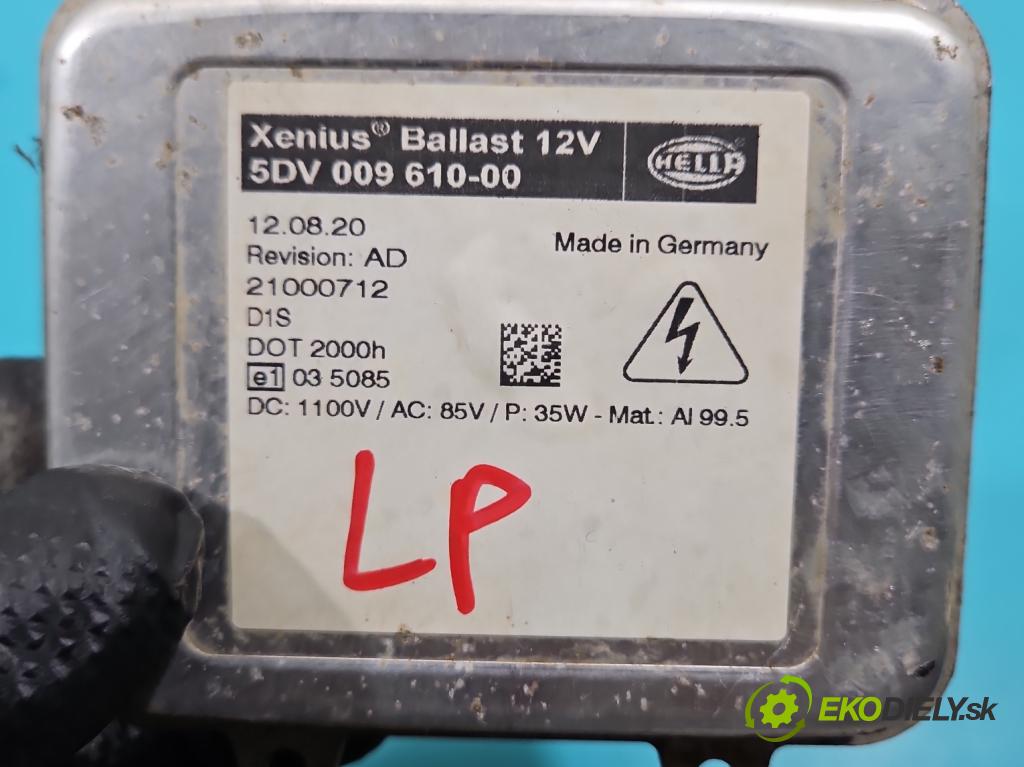 Xenius® Ballast 12V
5DV 009 610-00
HELLA
12.08.20
Revision: AD
Made in Germany
21000712
D1S
DOT 2000h
e1 03 5085
DC: 1100V / AC: 85V / P: 35W - Mat.: Al 99.5
LP
EKODIELY.sk